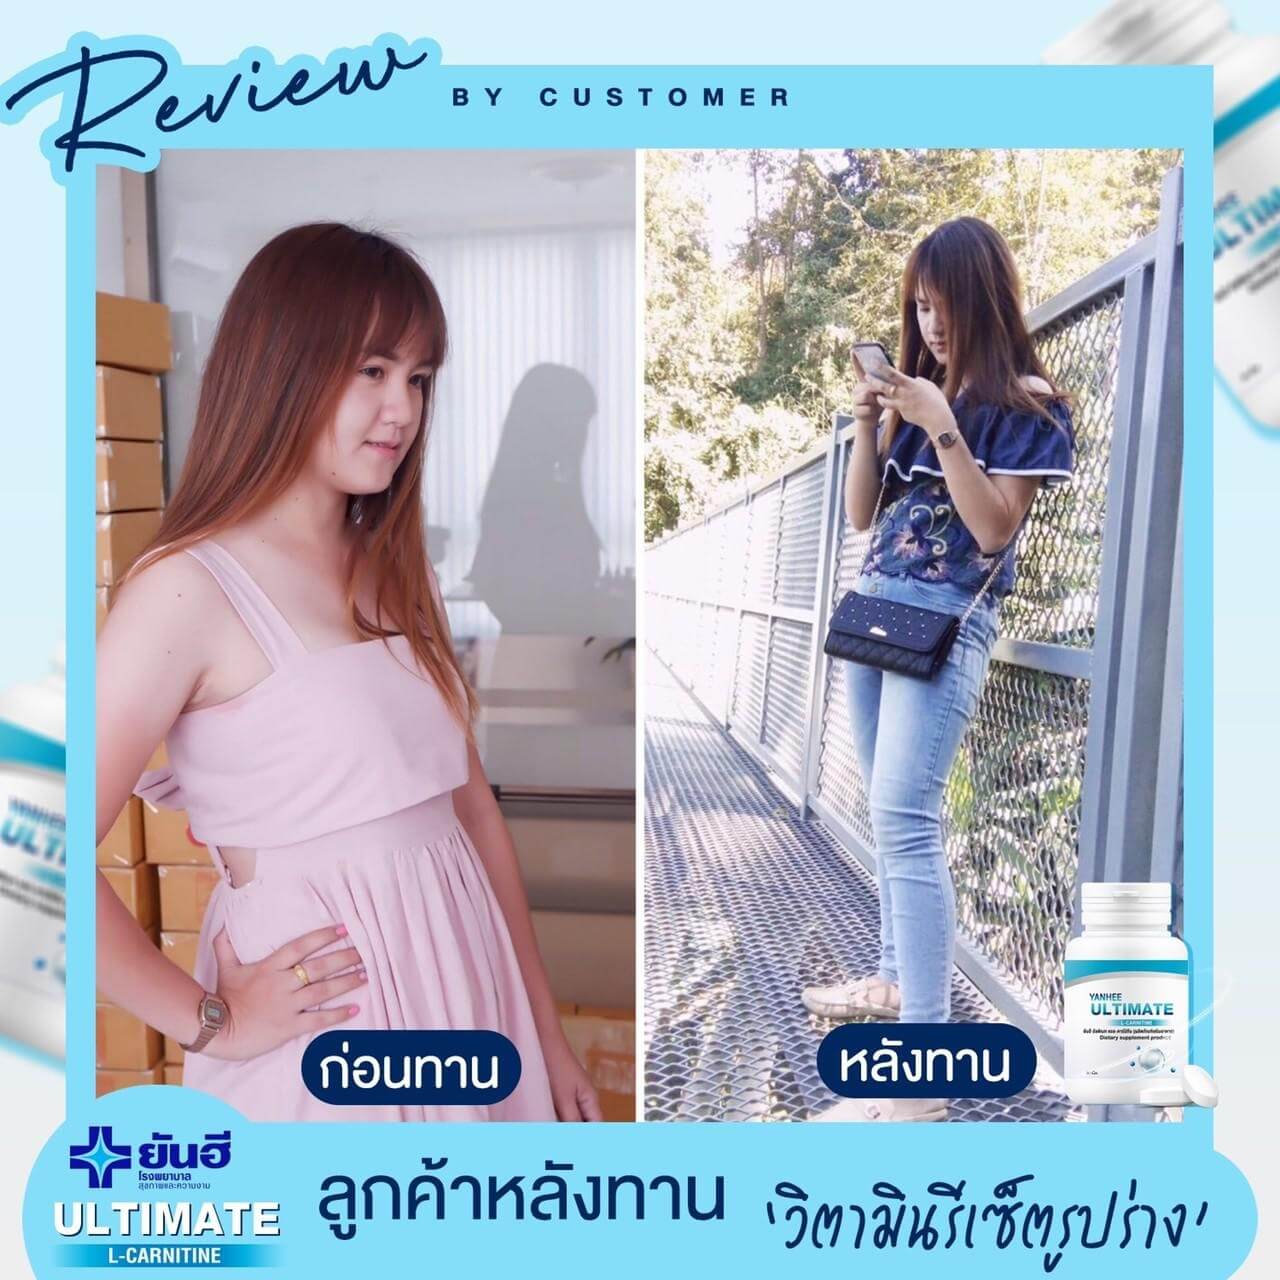 Review
BY CUSTOMER
ULTIM
YANHEE
ก่อนทาน
หลังทาน
YANHEE
ULTIMATE
L-CARNITINE
Dietary supplement product
ยันฮี
โรงพยาบาล
สุขภาพและความงาม
ULTIMATE
L-CARNITINE
ลูกค้าหลังทาน
'วิตามินรีเซ็ตรูปร่าง'